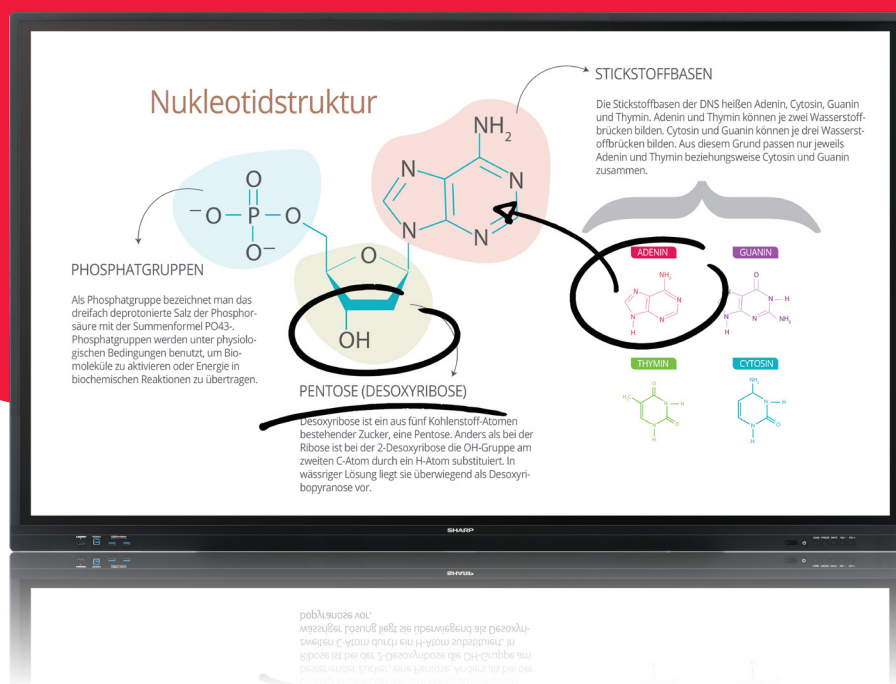 Nukleotidstruktur
STICKSTOFFBASEN
Die Stickstoffbasen der DNS heißen Adenin, Cytosin, Guanin
und Thymin. Adenin und Thymin können je zwei Wasserstoff-
brücken bilden. Cytosin und Guanin können je drei Wasserst-
offbrücken bilden. Aus diesem Grund passen nur jeweils
Adenin und Thymin beziehungsweise Cytosin und Guanin
zusammen.
NH2
N
N
N
N
O
−O
P
O
O−
O
OH
PHOSPHATGRUPPEN
Als Phosphatgruppe bezeichnet man das
dreifach deprotonierte Salz der Phosphor-
säure mit der Summenformel PO43-.
Phosphatgruppen werden unter physiolo-
gischen Bedingungen benutzt, um Bio-
moleküle zu aktivieren oder Energie in
biochemischen Reaktionen zu übertragen.
PENTOSE (DESOXYRIBOSE)
Desoxyribose ist ein aus fünf Kohlenstoff-Atomen
bestehender Zucker, eine Pentose. Anders als bei der
Ribose ist bei der 2-Desoxyribose die OH-Gruppe am
zweiten C-Atom durch ein H-Atom substituiert. In
wässriger Lösung liegt sie überwiegend als Desoxyri-
bopyranose vor.
ADENIN
NH2
N
N
N
N
H
GUANIN
O
N
N
H
N
H
N
NH2
THYMIN
O
H3C
N
H
N
O
H
CYTOSIN
NH2
N
H
N
O
H
SHARP